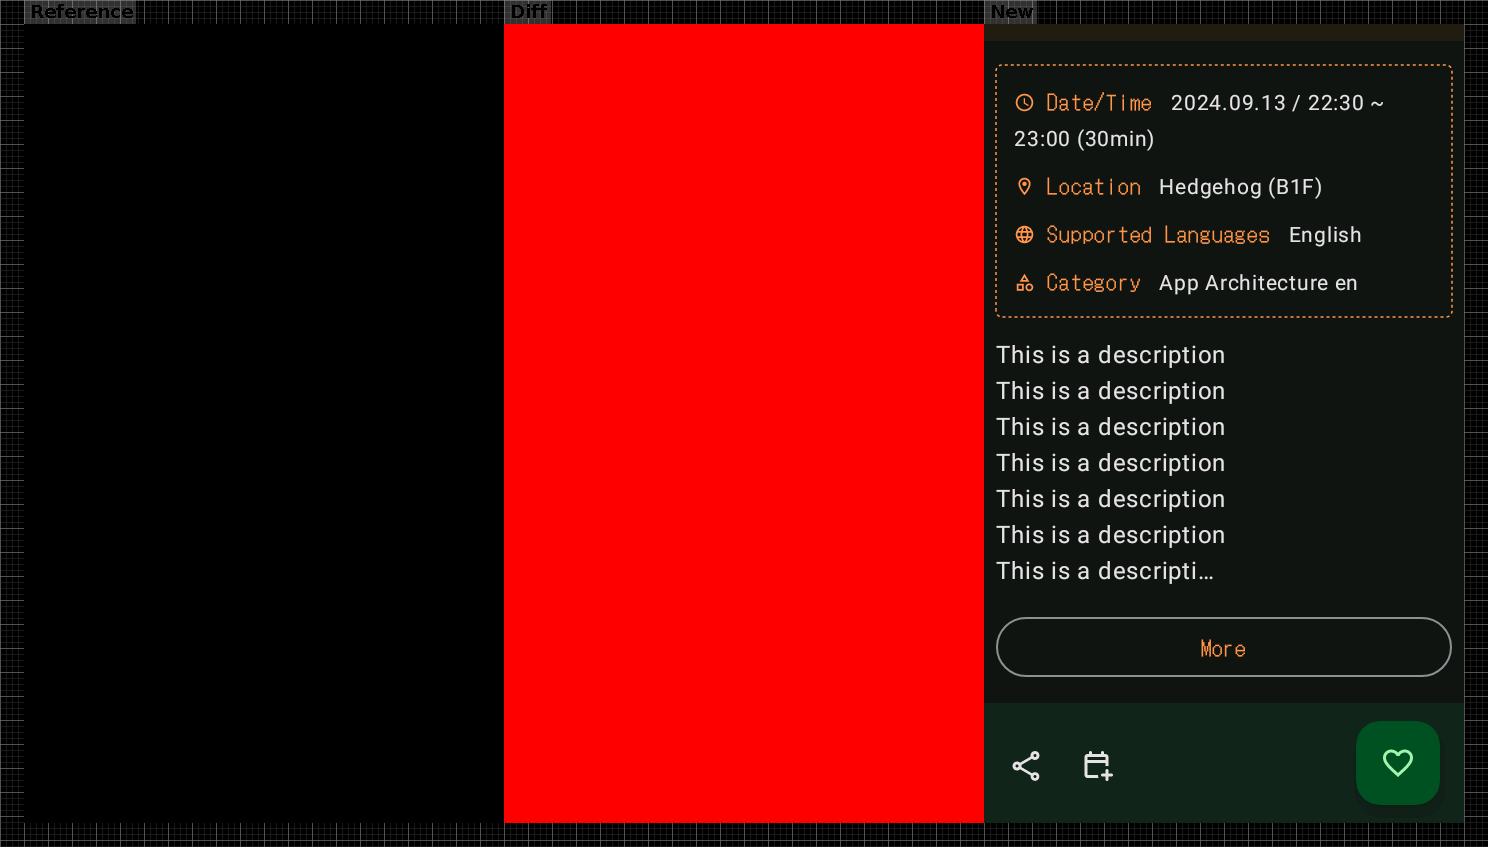 Reference
Diff
New
Date/Time 2024.09.13 / 22:30 ~
23:00 (30min)
Location Hedgehog (B1F)
Supported Languages English
Category App Architecture en
This is a description
This is a description
This is a description
This is a description
This is a description
This is a description
This is a descripti…
More